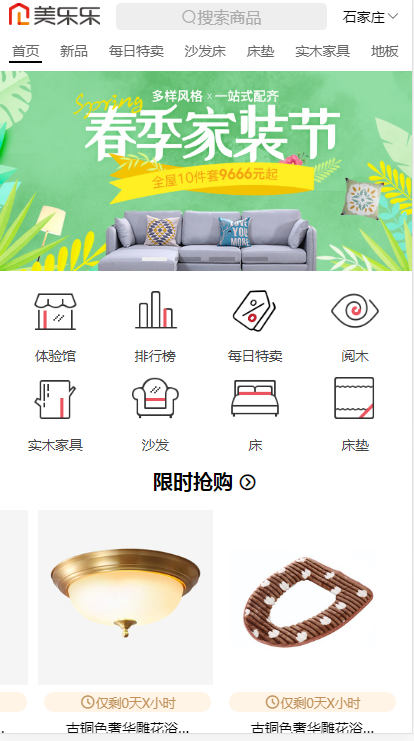 美乐乐 搜索商品 石家庄
首页 新品 每日特卖 沙发床 床垫 实木家具 地板
Spring
多样风格 × 一站式配齐
春季家装节
全屋10件套9666元起
LOVE YOU MORE
体验馆 排行榜 每日特卖 阅木
实木家具 沙发 床 床垫
限时抢购
仅剩0天X小时 仅剩0天X小时
古铜色奢华雕花浴... 古铜色奢华雕花浴...